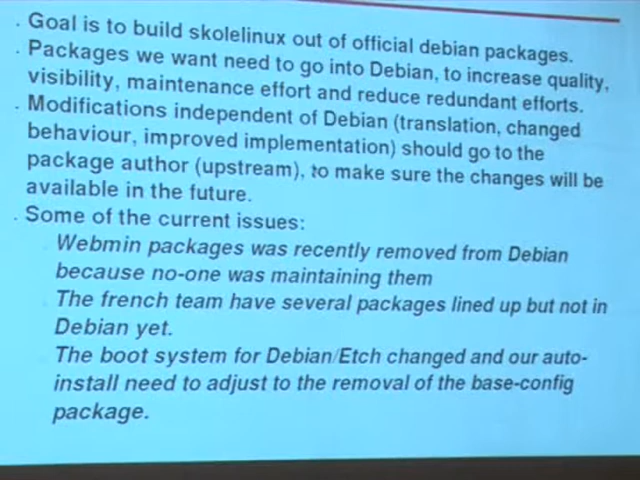 . Goal is to build skolelinux out of official debian packages.
. Packages we want need to go into Debian, to increase quality,
visibility, maintenance effort and reduce redundant efforts.
. Modifications independent of Debian (translation, changed
behaviour, improved implementation) should go to the
package author (upstream), to make sure the changes will be
available in the future.
. Some of the current issues:
Webmin packages was recently removed from Debian
because no-one was maintaining them
The french team have several packages lined up but not in
Debian yet.
The boot system for Debian/Etch changed and our auto-
install need to adjust to the removal of the base-config
package.